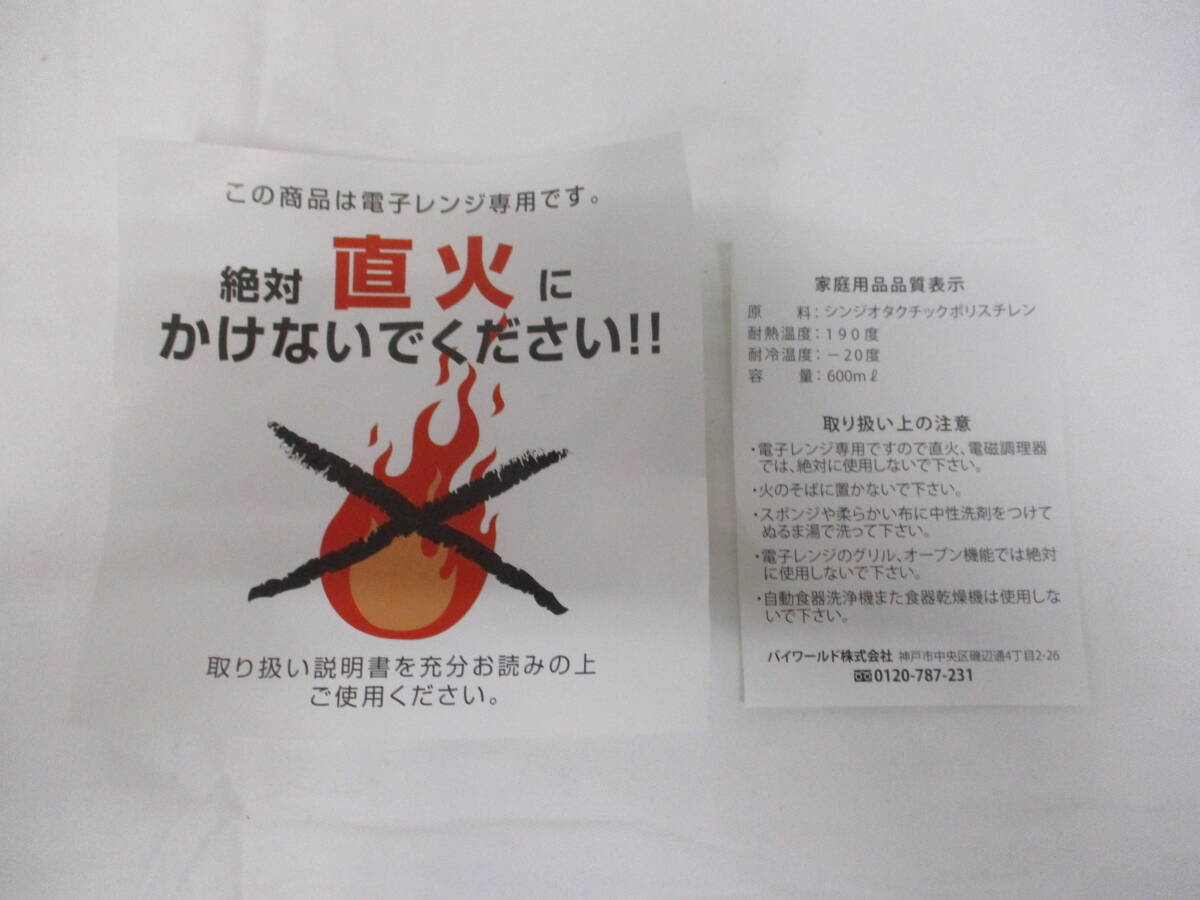 この商品は電子レンジ専用です。
絶対 直火 に
かけないでください!!
取り扱い説明書を充分お読みの上
ご使用ください。
家庭用品品質表示
原　　料：シンジオタクチックポリスチレン
耐熱温度：190度
耐冷温度：－20度
容　　量：600mℓ
取り扱い上の注意
・電子レンジ専用ですので直火、電磁調理器
では、絶対に使用しないで下さい。
・火のそばに置かないで下さい。
・スポンジや柔らかい布に中性洗剤をつけて
ぬるま湯で洗って下さい。
・電子レンジのグリル、オーブン機能では絶対
に使用しないで下さい。
・自動食器洗浄機また食器乾燥機は使用しな
いで下さい。
バイワールド株式会社 神戸市中央区磯辺通4丁目2-26
0120-787-231